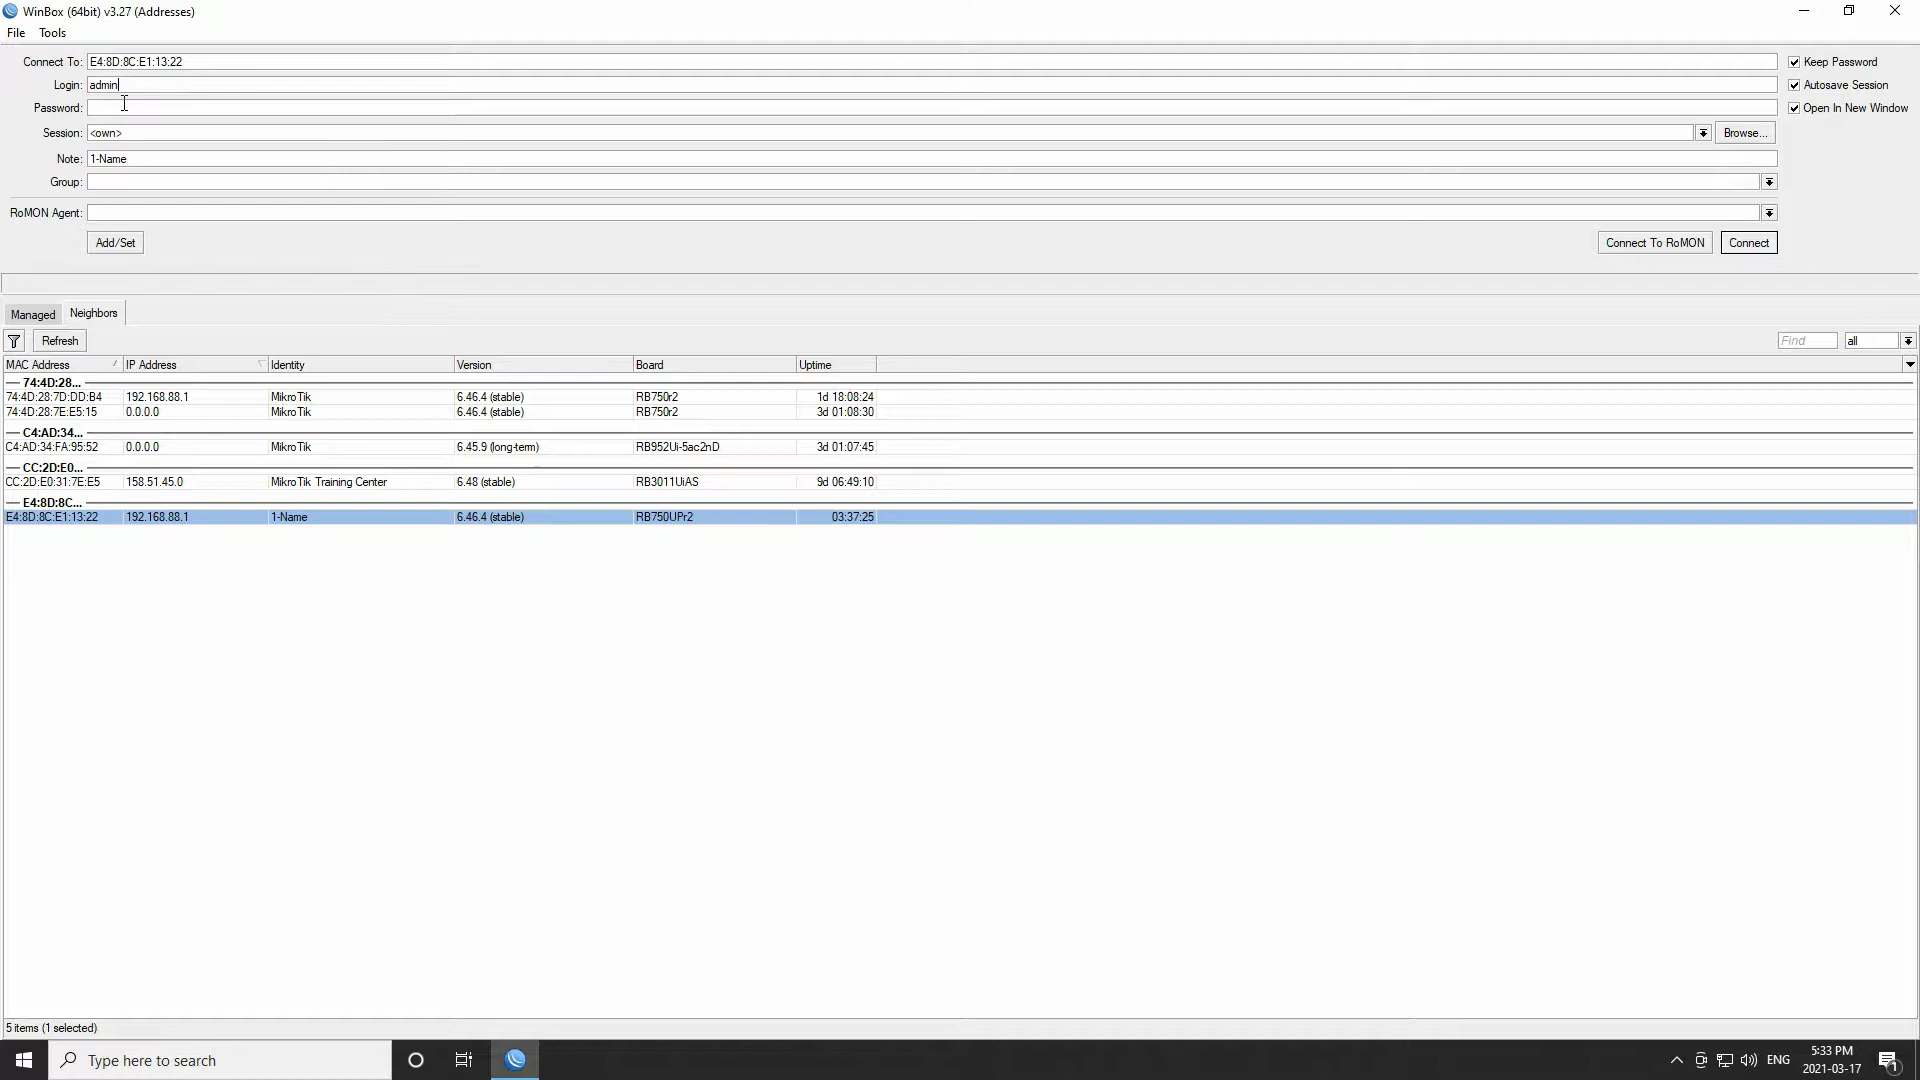 WinBox (64bit) v3.27 (Addresses)
File Tools
Connect To: E4:8D:8C:E1:13:22 Keep Password
Login: admin Autosave Session
Password: Open In New Window
Session: <own> Browse...
Note: 1-Name
Group:
RoMON Agent:
Add/Set Connect To RoMON Connect
Managed Neighbors
Refresh Find all
MAC Address IP Address Identity Version Board Uptime
74:4D:28...
74:4D:28:7D:DD:B4 192.168.88.1 MikroTik 6.46.4 (stable) RB750r2 1d 18:08:24
74:4D:28:7E:E5:15 0.0.0.0 MikroTik 6.46.4 (stable) RB750r2 3d 01:08:30
C4:AD:34...
C4:AD:34:FA:95:52 0.0.0.0 MikroTik 6.45.9 (long-term) RB952Ui-5ac2nD 3d 01:07:45
CC:2D:E0...
CC:2D:E0:31:7E:E5 158.51.45.0 MikroTik Training Center 6.48 (stable) RB3011UiAS 9d 06:49:10
E4:8D:8C...
E4:8D:8C:E1:13:22 192.168.88.1 1-Name 6.46.4 (stable) RB750UPr2 03:37:25
5 items (1 selected)
Type here to search ENG 5:33 PM 1
2021-03-17